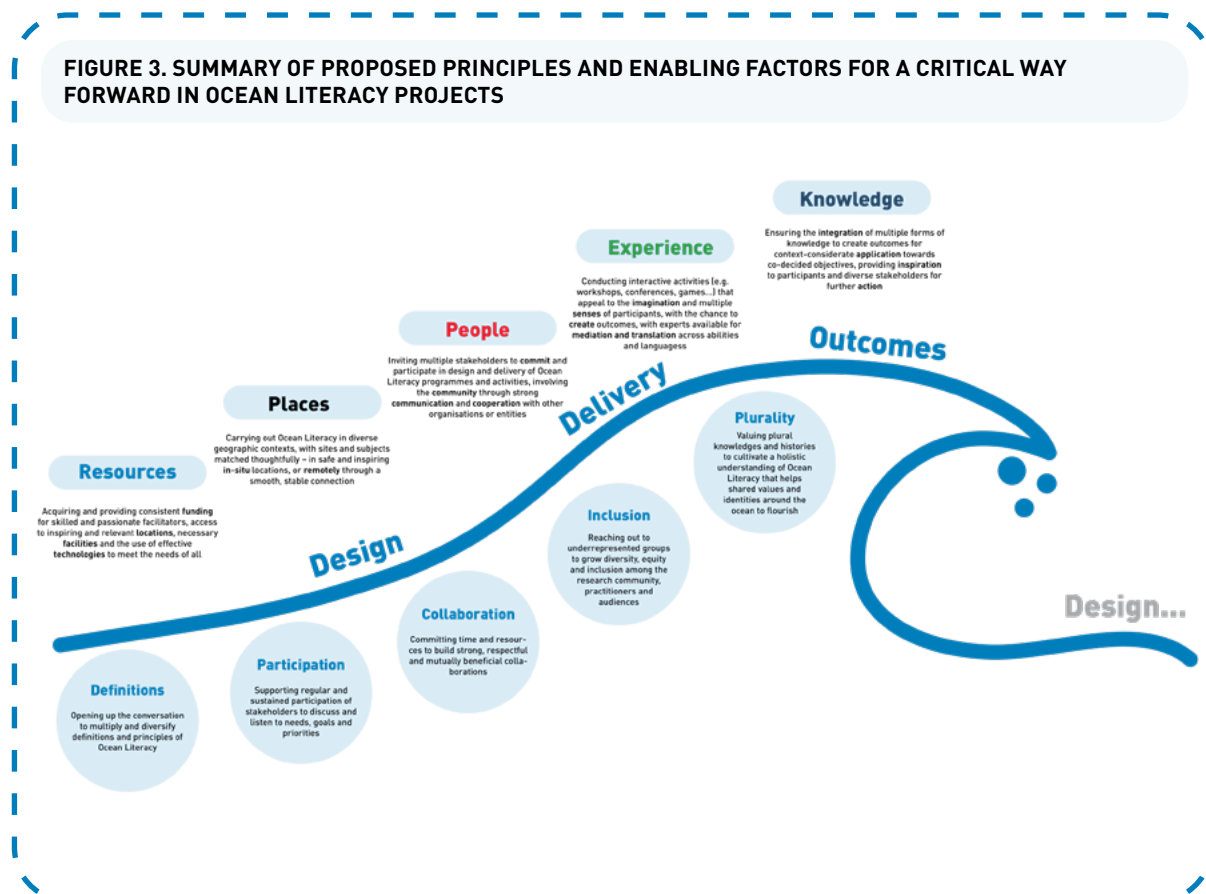 FIGURE 3. SUMMARY OF PROPOSED PRINCIPLES AND ENABLING FACTORS FOR A CRITICAL WAY
FORWARD IN OCEAN LITERACY PROJECTS
Knowledge
Ensuring the integration of multiple forms of
knowledge to create outcomes for
context-considerate application towards
co-decided objectives, providing inspiration
to participants and diverse stakeholders for
further action
Experience
Conducting interactive activities (e.g.
workshops, conferences, games...) that
appeal to the imagination and multiple
senses of participants, with the chance to
create outcomes, with experts available for
mediation and translation across abilities
and languagess
People
Inviting multiple stakeholders to commit and
participate in design and delivery of Ocean
Literacy programmes and activities, involving
the community through strong
communication and cooperation with other
organisations or entities
Places
Carrying out Ocean Literacy in diverse
geographic contexts, with sites and subjects
matched thoughtfully – in safe and inspiring
in-situ locations, or remotely through a
smooth, stable connection
Resources
Acquiring and providing consistent funding
for skilled and passionate facilitators, access
to inspiring and relevant locations, necessary
facilities and the use of effective
technologies to meet the needs of all
Design
Delivery
Outcomes
Design...
Definitions
Opening up the conversation
to multiply and diversify
definitions and principles of
Ocean Literacy
Participation
Supporting regular and
sustained participation of
stakeholders to discuss and
listen to needs, goals and
priorities
Collaboration
Committing time and resour-
ces to build strong, respectful
and mutually beneficial colla-
borations
Inclusion
Reaching out to
underrepresented groups
to grow diversity, equity
and inclusion among the
research community,
practitioners and
audiences
Plurality
Valuing plural
knowledges and histories
to cultivate a holistic
understanding of Ocean
Literacy that helps
shared values and
identities around the
ocean to flourish